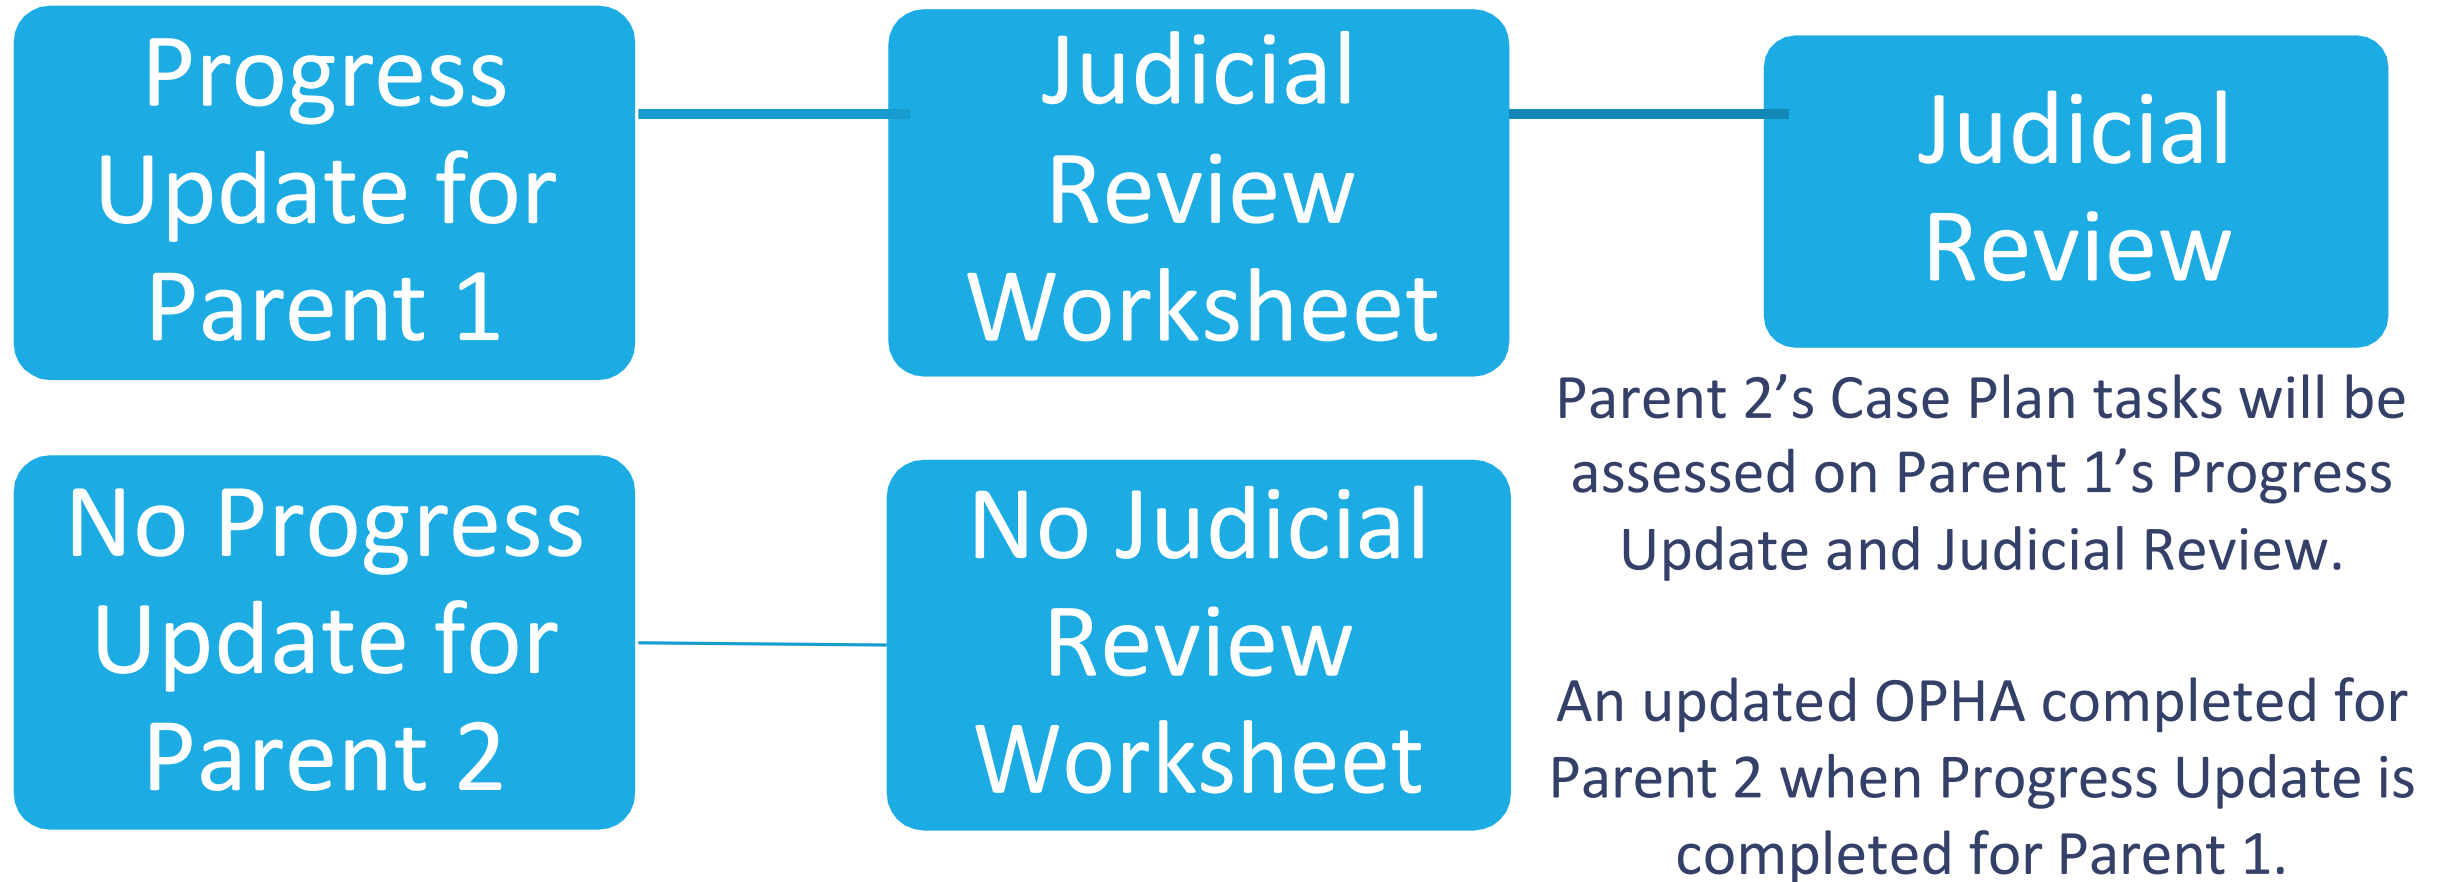 Progress
Update for
Parent 1
Judicial
Review
Worksheet
Judicial
Review
No Progress
Update for
Parent 2
No Judicial
Review
Worksheet
Parent 2’s Case Plan tasks will be
assessed on Parent 1’s Progress
Update and Judicial Review.
An updated OPHA completed for
Parent 2 when Progress Update is
completed for Parent 1.